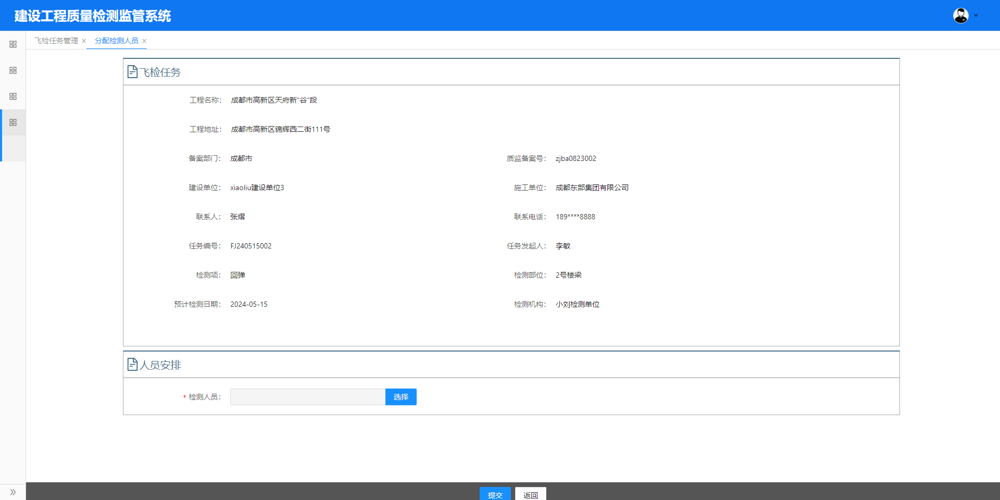 建设工程质量检测监管系统
飞检任务管理 分配检测人员
飞检任务
工程名称： 成都市高新区天府新"谷"段
工程地址： 成都市高新区锦辉西二街111号
备案部门： 成都市 质监备案号： zjba0823002
建设单位： xiaoliu建设单位3 施工单位： 成都东部集团有限公司
联系人： 张熠 联系电话： 189****8888
任务编号： FJ240515002 任务发起人： 李敏
检测项： 回弹 检测部位： 2号楼梁
预计检测日期： 2024-05-15 检测机构： 小刘检测单位
人员安排
* 检测人员： 选择
提交 返回